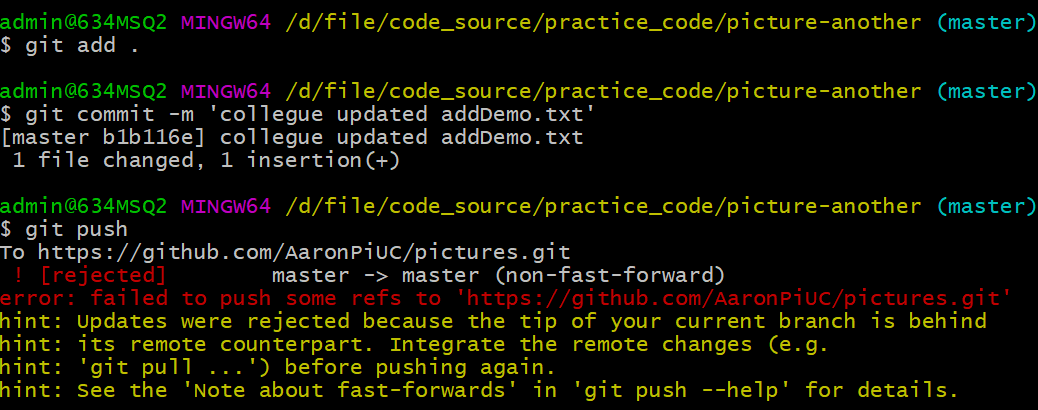 admin@634MSQ2 MINGW64 /d/file/code_source/practice_code/picture-another (master)
$ git add .
admin@634MSQ2 MINGW64 /d/file/code_source/practice_code/picture-another (master)
$ git commit -m 'collegue updated addDemo.txt'
[master b1b116e] collegue updated addDemo.txt
 1 file changed, 1 insertion(+)
admin@634MSQ2 MINGW64 /d/file/code_source/practice_code/picture-another (master)
$ git push
To https://github.com/AaronPiUC/pictures.git
 ! [rejected]        master -> master (non-fast-forward)
error: failed to push some refs to 'https://github.com/AaronPiUC/pictures.git'
hint: Updates were rejected because the tip of your current branch is behind
hint: its remote counterpart. Integrate the remote changes (e.g.
hint: 'git pull ...') before pushing again.
hint: See the 'Note about fast-forwards' in 'git push --help' for details.